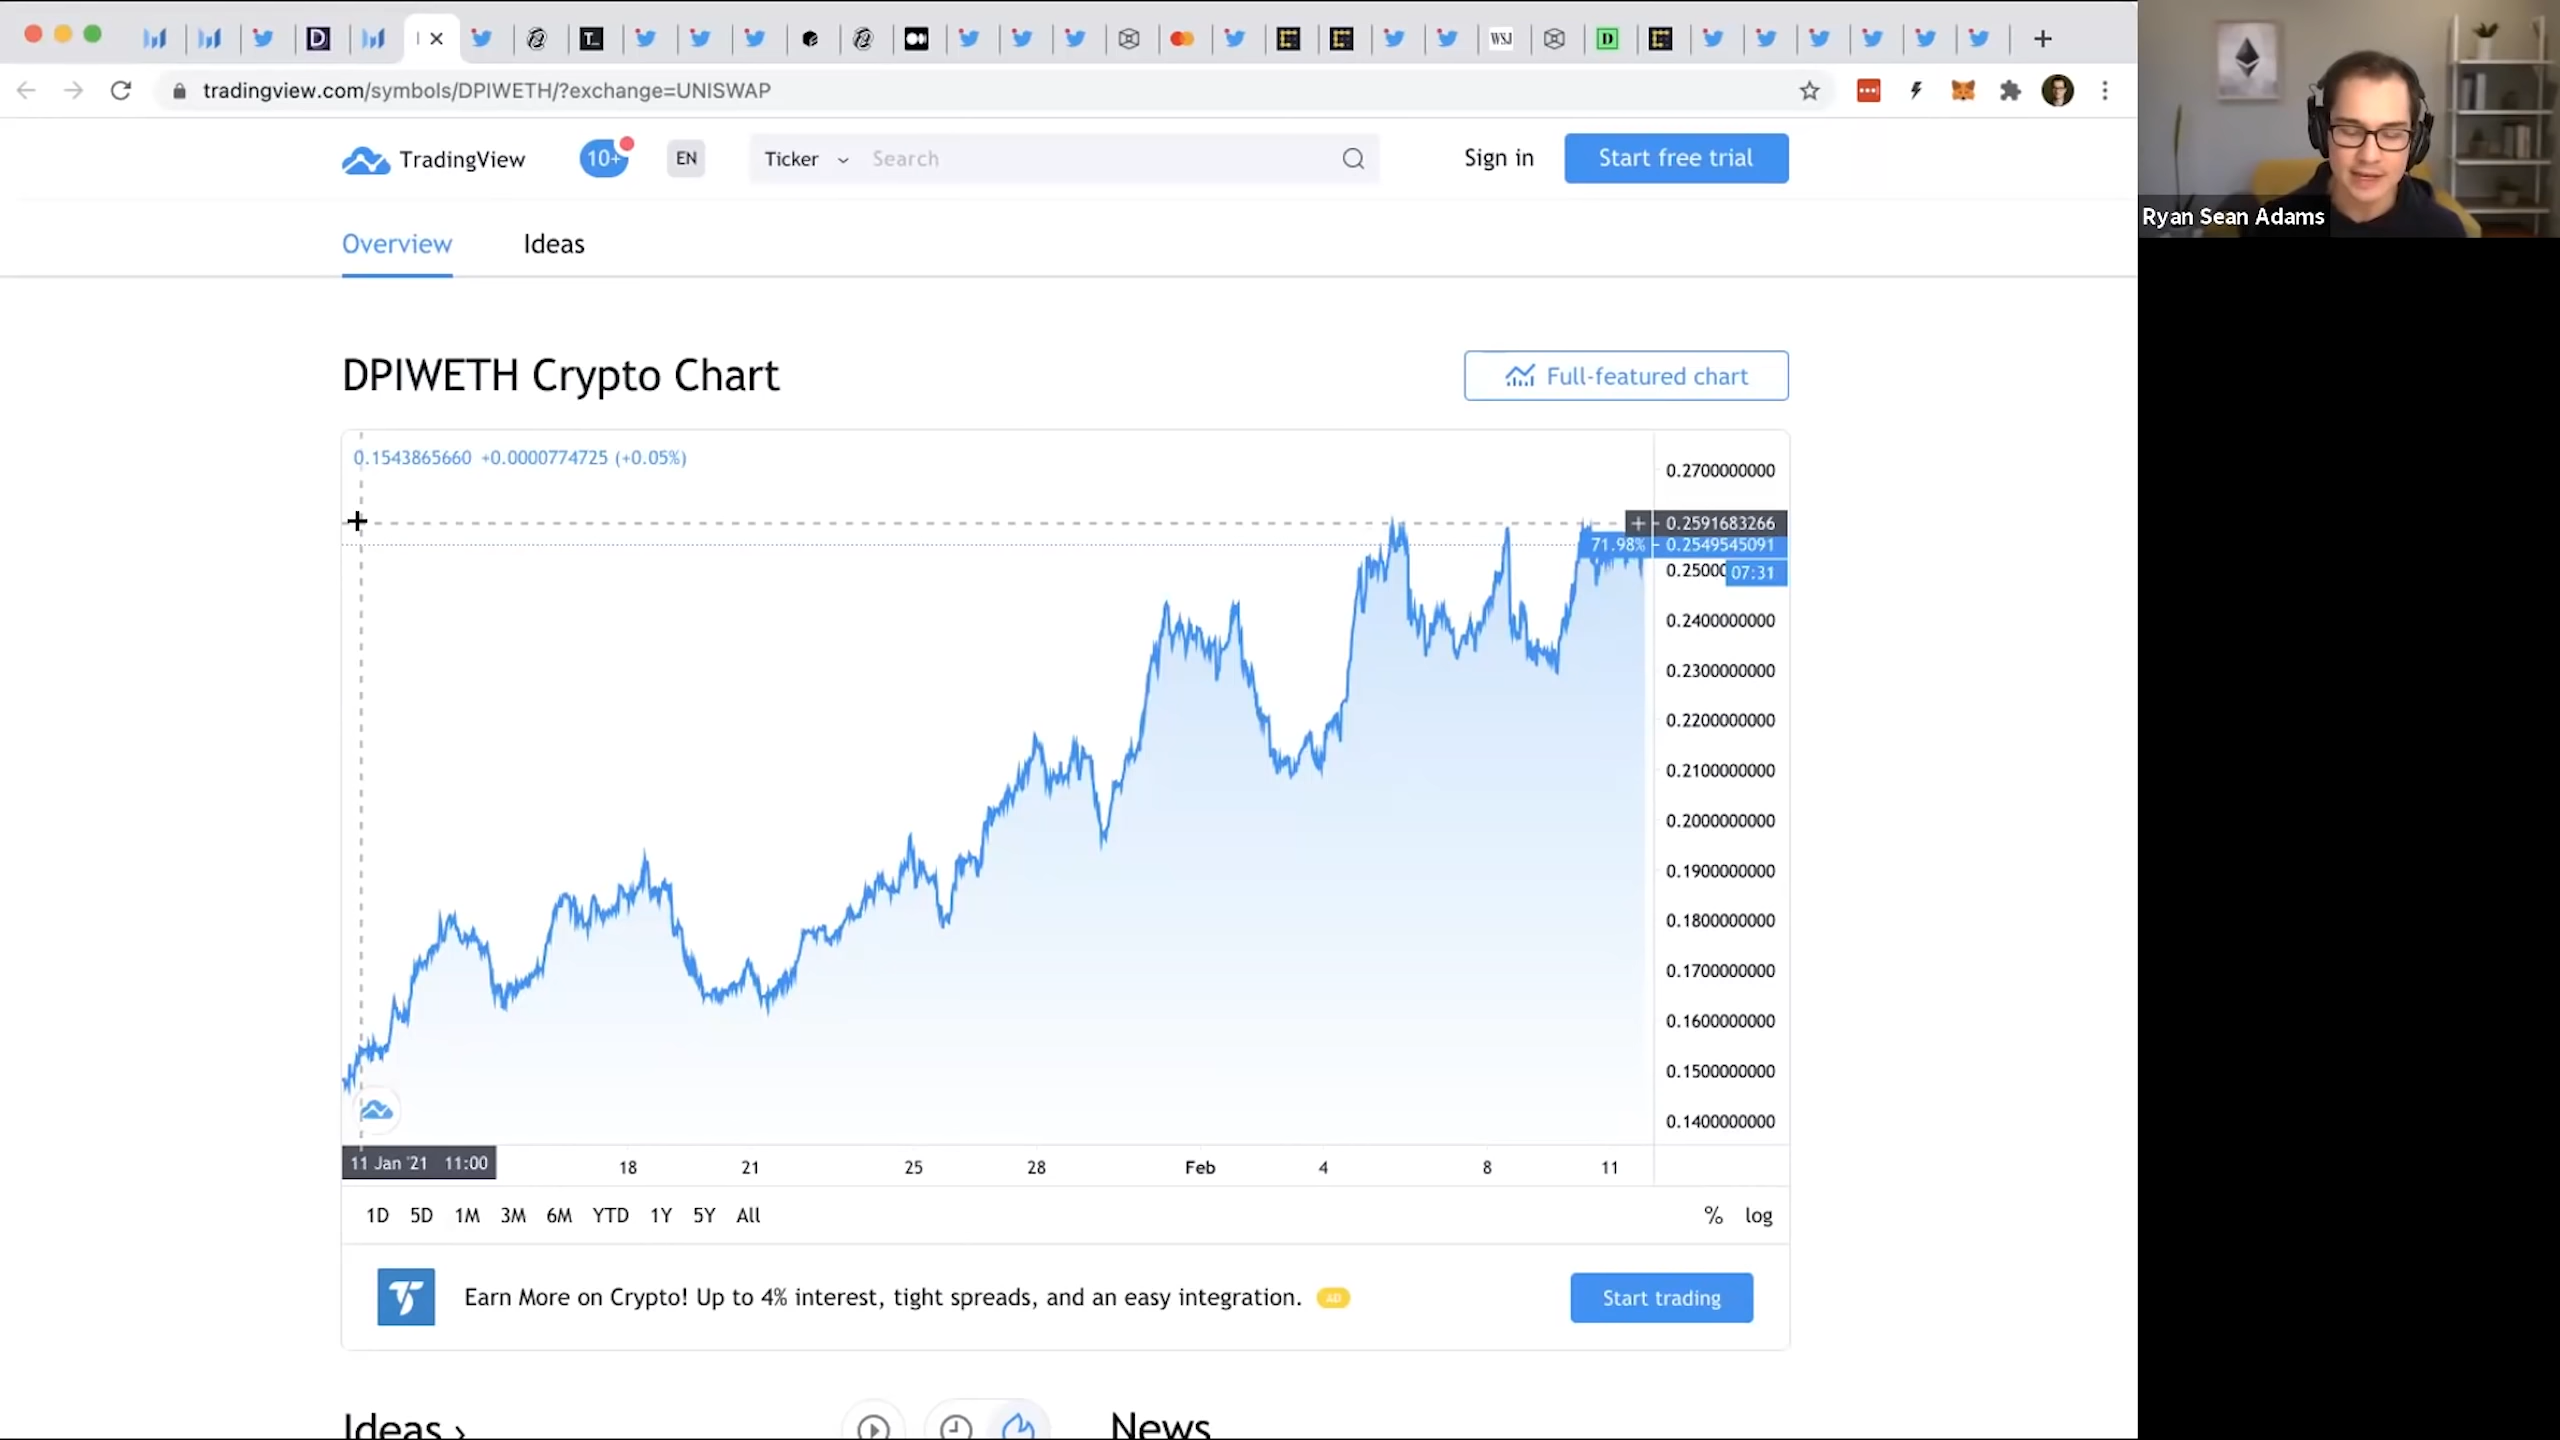 T_
WSJ
D
D
tradingview.com/symbols/DPIWETH/?exchange=UNISWAP
TradingView
10+
EN
Ticker
Search
Sign in
Start free trial
Ryan Sean Adams
Overview
Ideas
DPIWETH Crypto Chart
Full-featured chart
0.1543865660 +0.0000774725 (+0.05%)
0.2700000000
0.2591683266
71.98%
0.2549545091
0.25000
07:31
0.2400000000
0.2300000000
0.2200000000
0.2100000000
0.2000000000
0.1900000000
0.1800000000
0.1700000000
0.1600000000
0.1500000000
0.1400000000
11 Jan '21 11:00
18
21
25
28
Feb
4
8
11
1D 5D 1M 3M 6M YTD 1Y 5Y All
% log
Earn More on Crypto! Up to 4% interest, tight spreads, and an easy integration.
AD
Start trading
Ideas ›
News